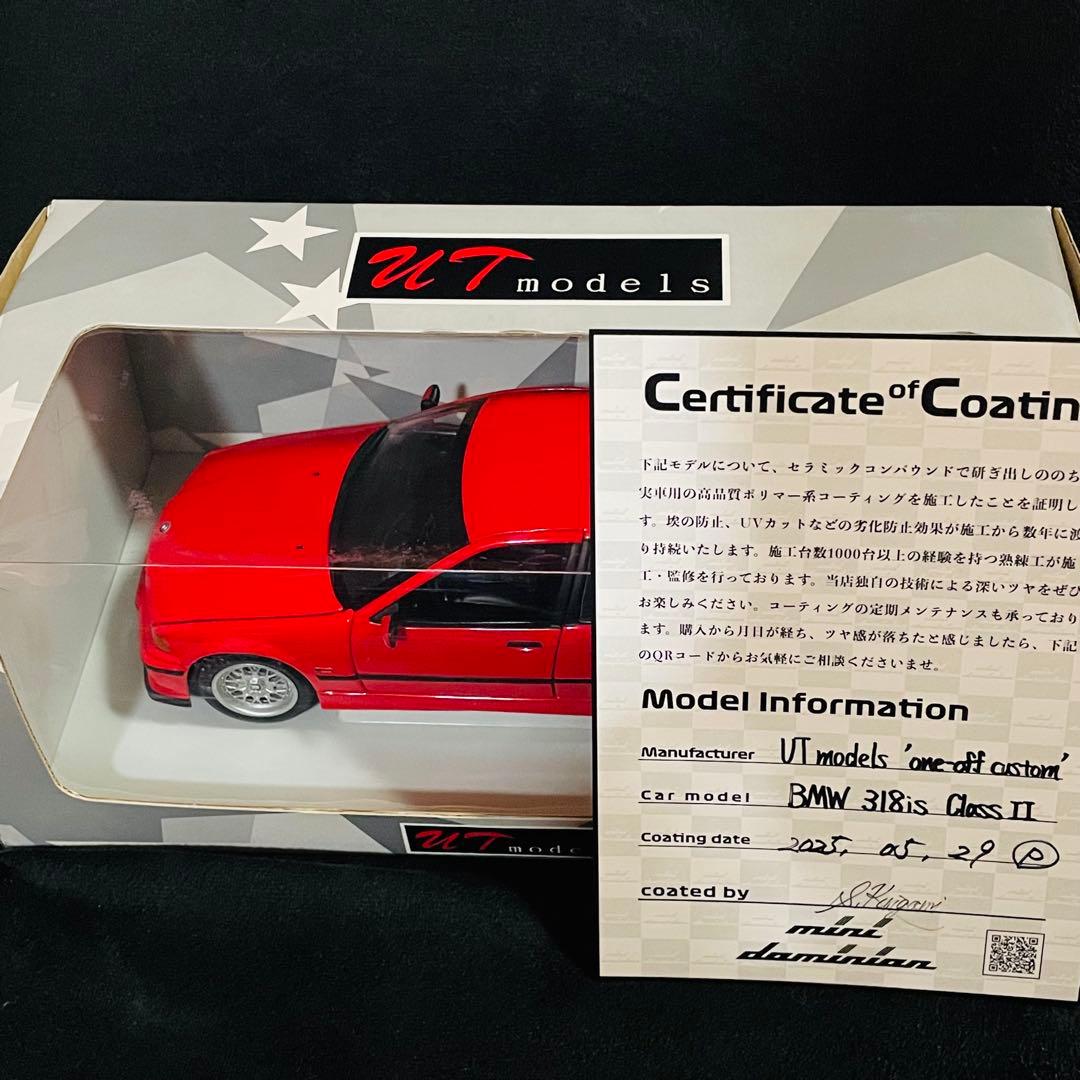 UT models
Certificate of Coatin
下記モデルについて、セラミックコンパウンドで研ぎ出しののち
実車用の高品質ポリマー系コーティングを施工したことを証明し
す。埃の防止、UVカットなどの劣化防止効果が施工から数年に渡
り持続いたします。施工台数1000台以上の経験を持つ熟練工が施
工・監修を行っております。当店独自の技術による深いツヤをぜひ
お楽しみください。コーティングの定期メンテナンスも承っており
ます。購入から月日が経ち、ツヤ感が落ちたと感じましたら、下記
のQRコードからお気軽にご相談くださいませ。
Model Information
Manufacturer UT models 'one-off custom'
Car model BMW 318is Class II
Coating date 2025. 05. 29 P
coated by
mini
daminian
UT mode